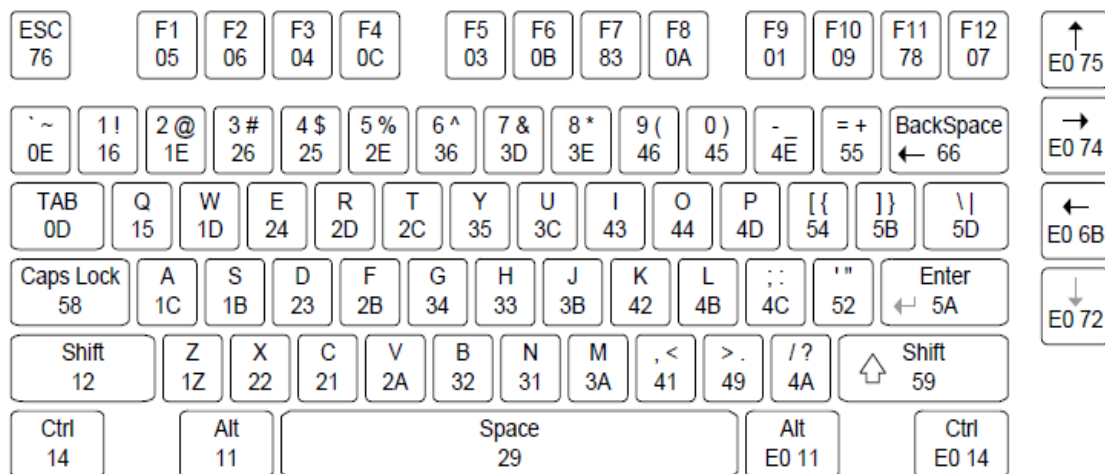 ESC F1 F2 F3 F4 F5 F6 F7 F8 F9 F10 F11 F12 ↑
76 05 06 04 0C 03 0B 83 0A 01 09 78 07 E0 75
` ~ 1 ! 2 @ 3 # 4 $ 5 % 6 ^ 7 & 8 * 9 ( 0 ) - _ = + BackSpace →
0E 16 1E 26 25 2E 36 3D 3E 46 45 4E 55 ← 66 E0 74
TAB Q W E R T Y U I O P [ { ] } \ | ←
0D 15 1D 24 2D 2C 35 3C 43 44 4D 54 5B 5D E0 6B
Caps Lock A S D F G H J K L ; : ' " Enter ↓
58 1C 1B 23 2B 34 33 3B 42 4B 4C 52 ↵ 5A E0 72
Shift Z X C V B N M , < > . / ? ⇧ Shift
12 1Z 22 21 2A 32 31 3A 41 49 4A 59
Ctrl Alt Space Alt Ctrl
14 11 29 E0 11 E0 14